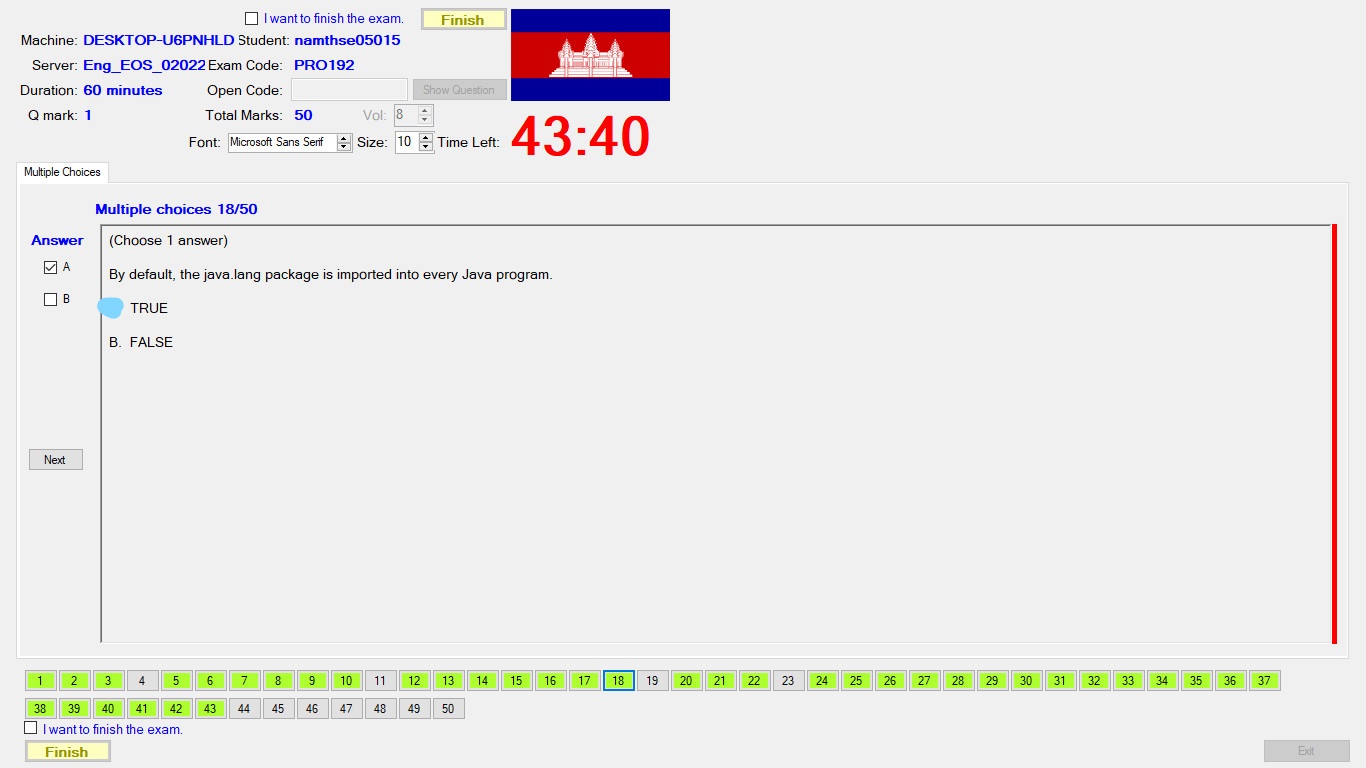 I want to finish the exam. Finish
Machine: DESKTOP-U6PNHLD Student: namthse05015
Server: Eng_EOS_02022 Exam Code: PRO192
Duration: 60 minutes Open Code: Show Question
Q mark: 1 Total Marks: 50 Vol: 8
Font: Microsoft Sans Serif Size: 10 Time Left: 43:40
Multiple Choices
Multiple choices 18/50
Answer
A
B
(Choose 1 answer)
By default, the java.lang package is imported into every Java program.
TRUE
B. FALSE
Next
1 2 3 4 5 6 7 8 9 10 11 12 13 14 15 16 17 18 19 20 21 22 23 24 25 26 27 28 29 30 31 32 33 34 35 36 37
38 39 40 41 42 43 44 45 46 47 48 49 50
I want to finish the exam.
Finish Exit